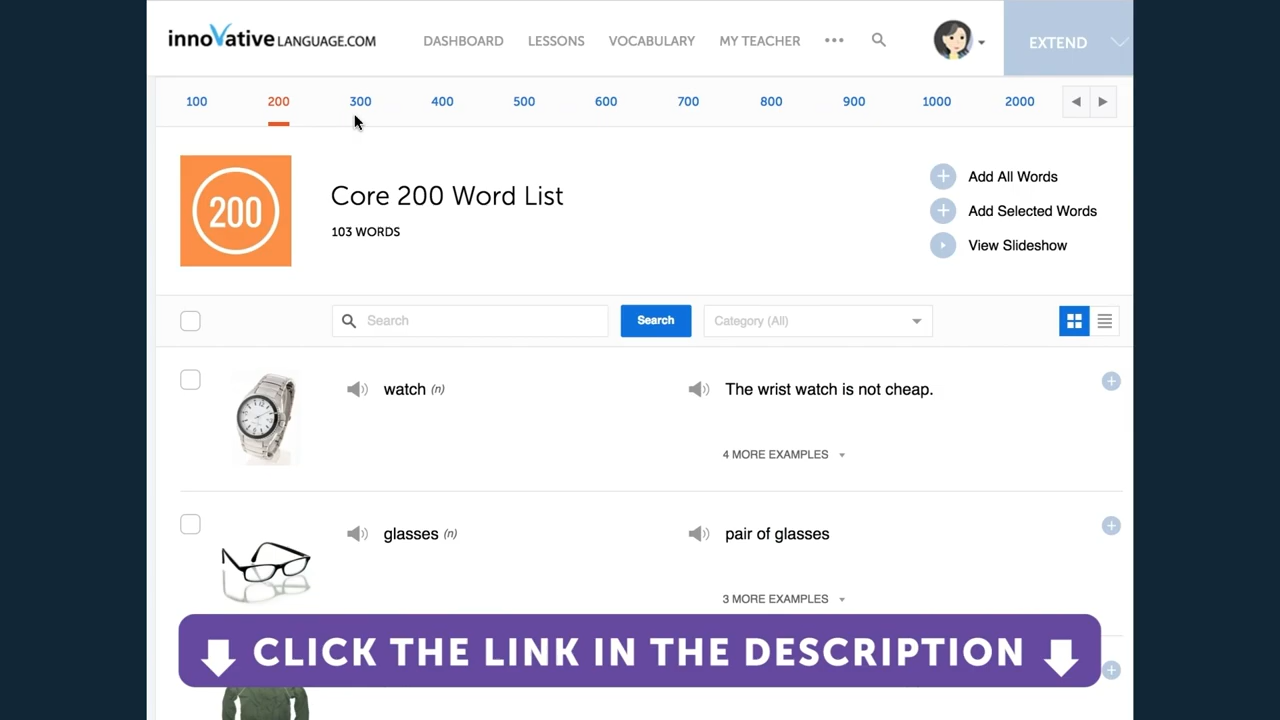 innoVative LANGUAGE.COM DASHBOARD LESSONS VOCABULARY MY TEACHER EXTEND
100 200 300 400 500 600 700 800 900 1000 2000
200
Core 200 Word List
103 WORDS
Add All Words
Add Selected Words
View Slideshow
Search Search Category (All)
watch (n) The wrist watch is not cheap.
4 MORE EXAMPLES
glasses (n) pair of glasses
3 MORE EXAMPLES
CLICK THE LINK IN THE DESCRIPTION